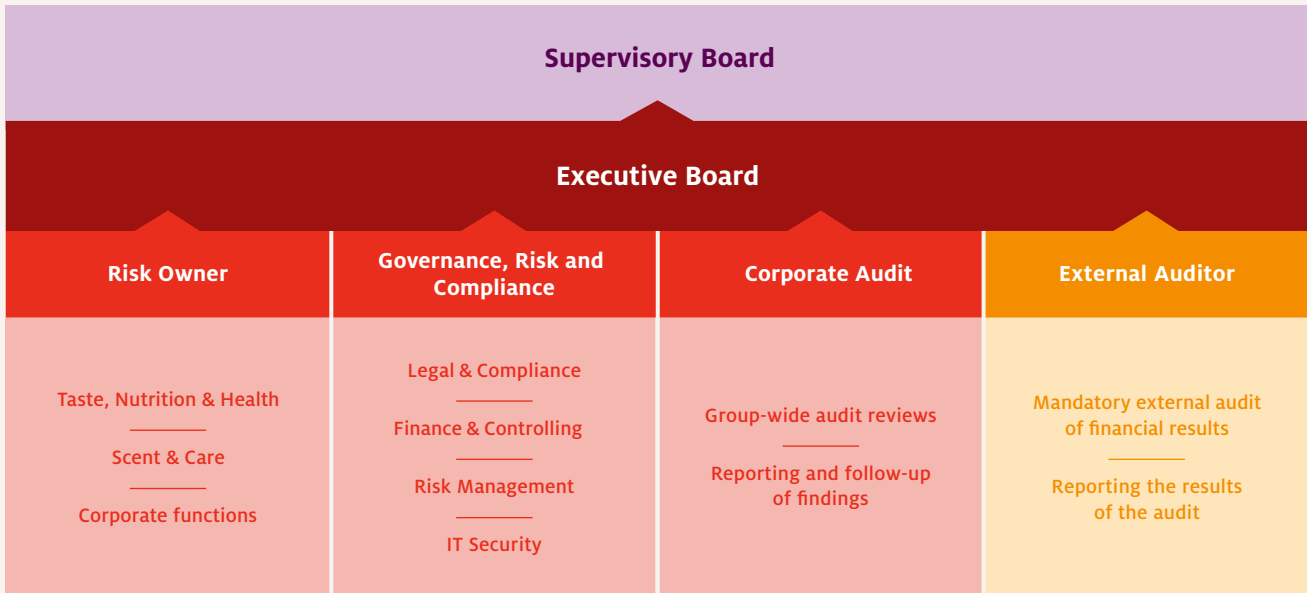 Supervisory Board
Executive Board
Risk Owner
Taste, Nutrition & Health
Scent & Care
Corporate functions
Governance, Risk and
Compliance
Legal & Compliance
Finance & Controlling
Risk Management
IT Security
Corporate Audit
Group-wide audit reviews
Reporting and follow-up
of findings
External Auditor
Mandatory external audit
of financial results
Reporting the results
of the audit